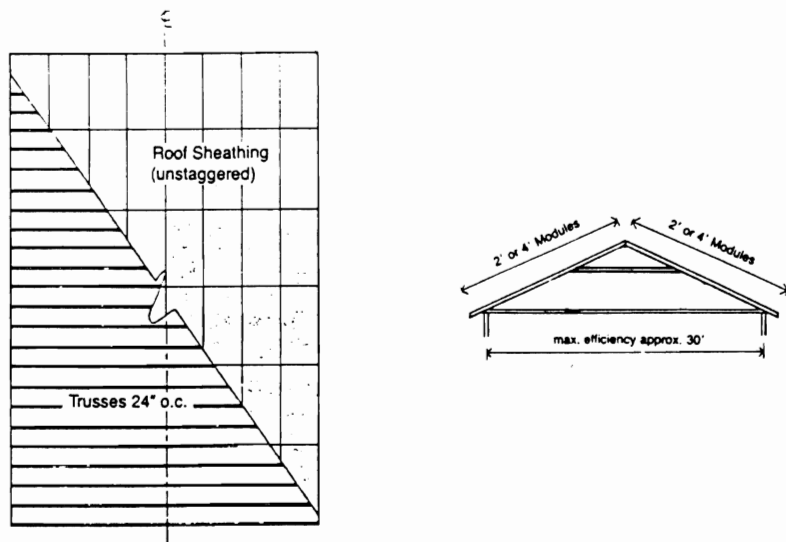 ℄
Roof Sheathing
(unstaggered)
Trusses 24" o.c.
2' or 4' Modules
2' or 4' Modules
max. efficiency approx. 30'